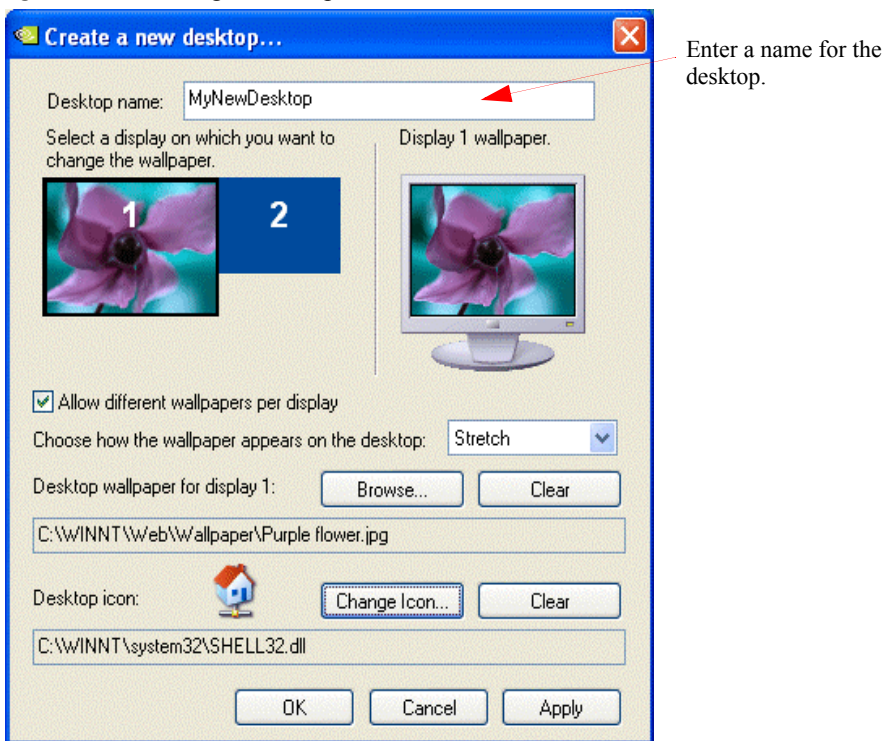 Create a new desktop...
Enter a name for the
desktop.
Desktop name: MyNewDesktop
Select a display on which you want to
change the wallpaper.
Display 1 wallpaper.
1
2
Allow different wallpapers per display
Choose how the wallpaper appears on the desktop: Stretch
Desktop wallpaper for display 1: Browse... Clear
C:\WINNT\Web\Wallpaper\Purple flower.jpg
Desktop icon: Change Icon... Clear
C:\WINNT\system32\SHELL32.dll
OK Cancel Apply